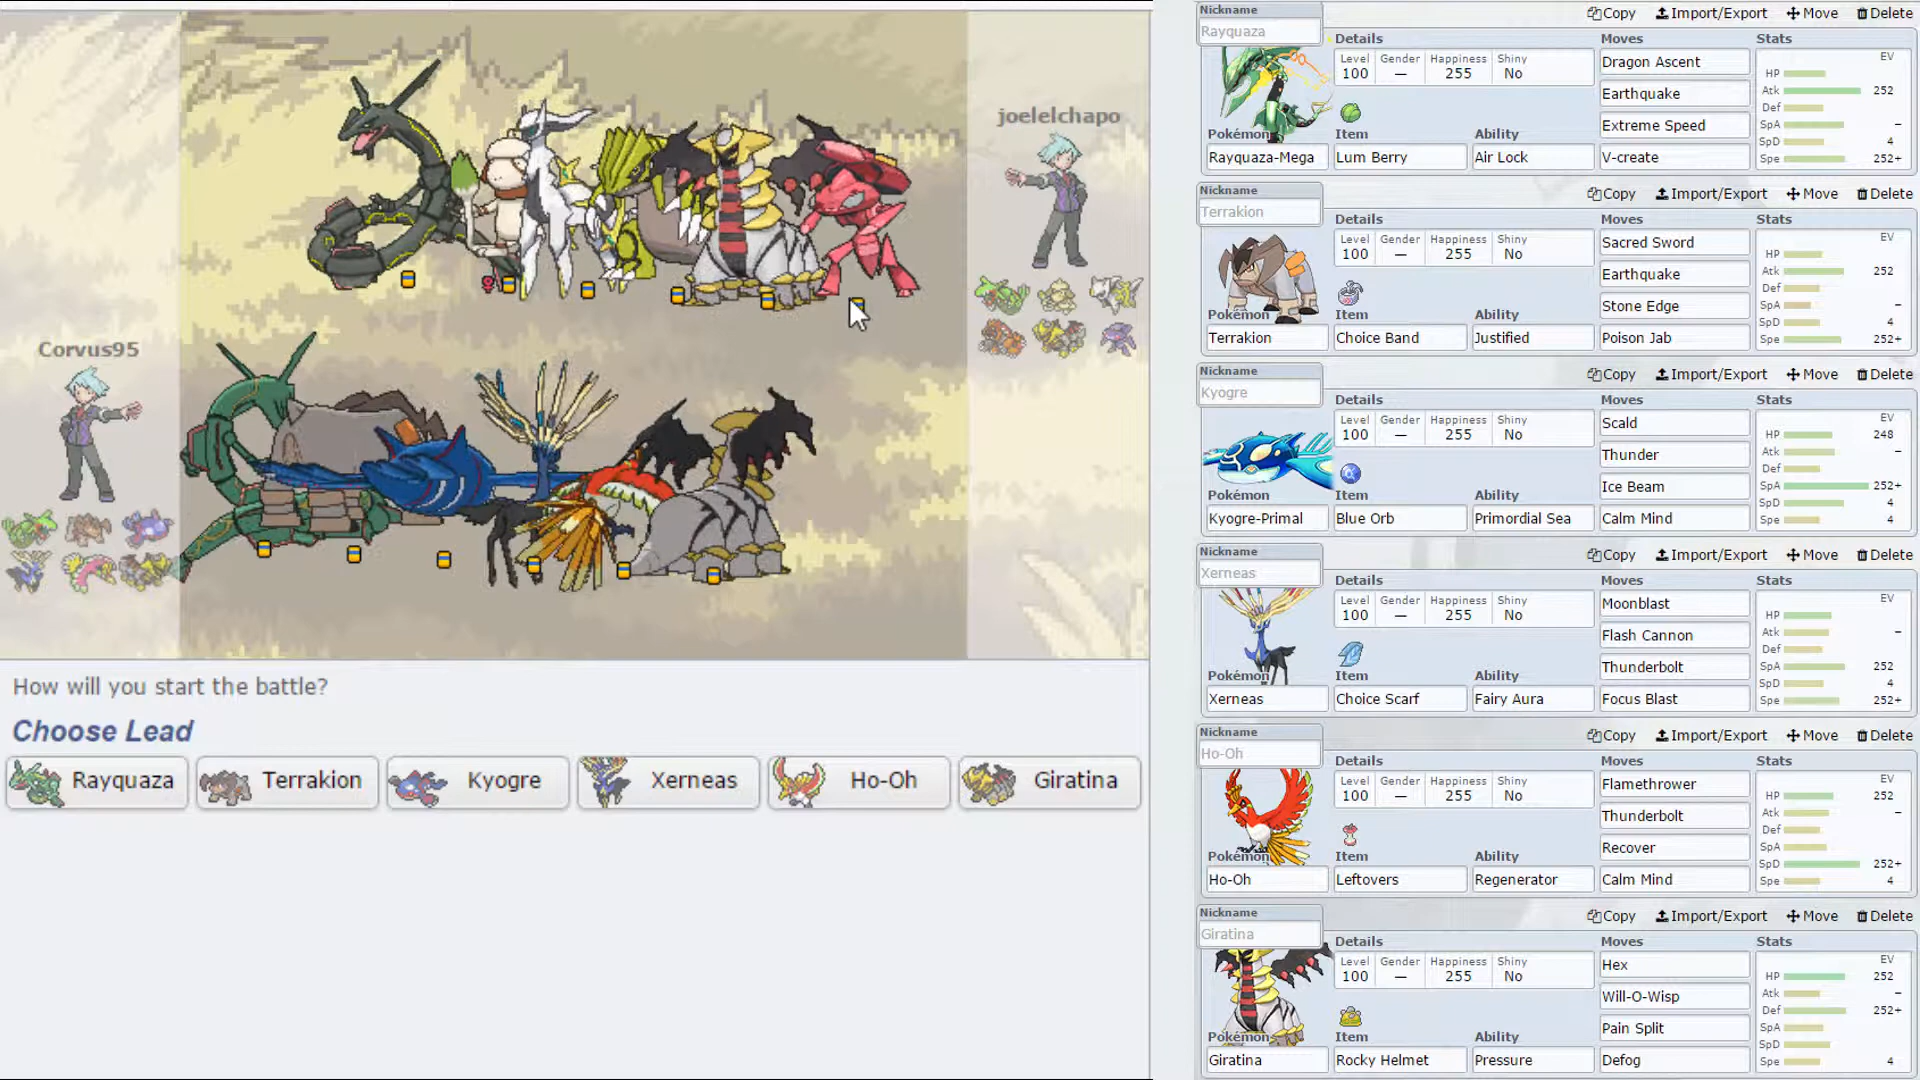 joelelchapo
Corvus95
How will you start the battle?
Choose Lead
Rayquaza
Terrakion
Kyogre
Xerneas
Ho-Oh
Giratina
Nickname
Copy
Import/Export
Move
Delete
Rayquaza
Details
Moves
Stats
Level
Gender
Happiness
Shiny
EV
100
—
255
No
Dragon Ascent
HP
Earthquake
Atk 252
Def
Extreme Speed
SpA –
Pokémon
Item
Ability
SpD 4
Rayquaza-Mega
Lum Berry
Air Lock
V-create
Spe 252+
Nickname
Copy
Import/Export
Move
Delete
Terrakion
Details
Moves
Stats
Level
Gender
Happiness
Shiny
EV
100
—
255
No
Sacred Sword
HP
Earthquake
Atk 252
Def
Stone Edge
SpA –
Pokémon
Item
Ability
SpD 4
Terrakion
Choice Band
Justified
Poison Jab
Spe 252+
Nickname
Copy
Import/Export
Move
Delete
Kyogre
Details
Moves
Stats
Level
Gender
Happiness
Shiny
EV
100
—
255
No
Scald
HP 248
Thunder
Atk –
Def
Ice Beam
SpA 252+
Pokémon
Item
Ability
SpD 4
Kyogre-Primal
Blue Orb
Primordial Sea
Calm Mind
Spe 4
Nickname
Copy
Import/Export
Move
Delete
Xerneas
Details
Moves
Stats
Level
Gender
Happiness
Shiny
EV
100
—
255
No
Moonblast
HP
Flash Cannon
Atk –
Def
Thunderbolt
SpA 252
Pokémon
Item
Ability
SpD 4
Xerneas
Choice Scarf
Fairy Aura
Focus Blast
Spe 252+
Nickname
Copy
Import/Export
Move
Delete
Ho-Oh
Details
Moves
Stats
Level
Gender
Happiness
Shiny
EV
100
—
255
No
Flamethrower
HP 252
Thunderbolt
Atk –
Def
Recover
SpA
Pokémon
Item
Ability
SpD 252+
Ho-Oh
Leftovers
Regenerator
Calm Mind
Spe 4
Nickname
Copy
Import/Export
Move
Delete
Giratina
Details
Moves
Stats
Level
Gender
Happiness
Shiny
EV
100
—
255
No
Hex
HP 252
Will-O-Wisp
Atk –
Def 252+
Pain Split
SpA
Pokémon
Item
Ability
SpD
Giratina
Rocky Helmet
Pressure
Defog
Spe 4